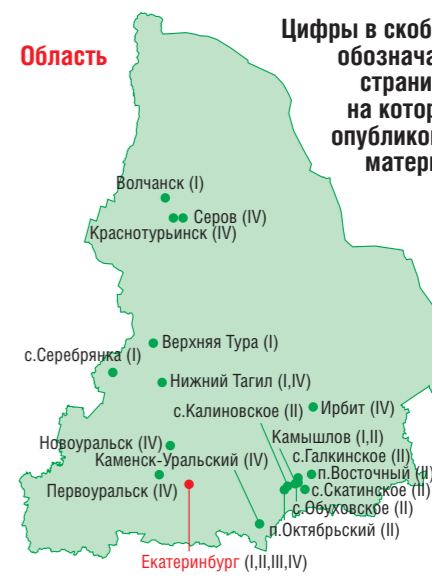 Область
Цифры в скоб
обознача
страни
на котор
опубликов
матери
Волчанск (I)
Серов (IV)
Краснотурьинск (IV)
Верхняя Тура (I)
с.Серебрянка (I)
Нижний Тагил (I,IV)
с.Калиновское (II)
Ирбит (IV)
Камышлов (I,II)
Новоуральск (IV)
с.Галкинское (II)
Каменск-Уральский (IV)
п.Восточный (II)
Первоуральск (IV)
с.Скатинское (II)
с.Обуховское (II)
п.Октябрьский (II)
Екатеринбург (I,II,III,IV)